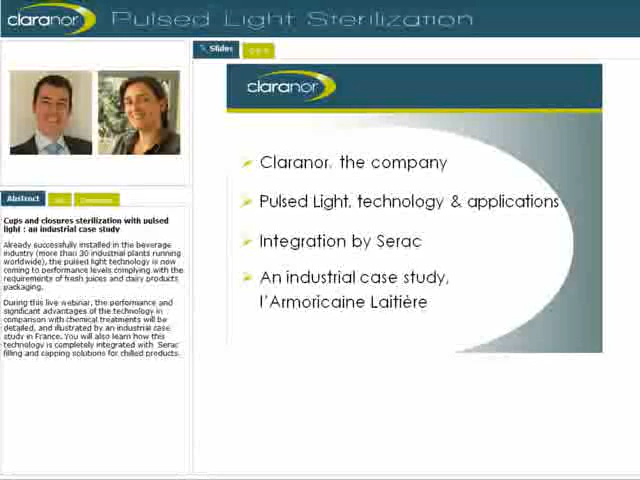 claranor Pulsed Light Sterilization
Slides
Abstract
Cups and closures sterilization with pulsed
light : an industrial case study
Already successfully installed in the beverage
industry (more than 30 industrial plants running
worldwide), the pulsed light technology is now
coming to performance levels complying with the
requirements of fresh juices and dairy products
packaging.
During this live webinar, the performance and
significant advantages of the technology in
comparison with chemical treatments will be
detailed, and illustrated by an industrial case
study in France. You will also learn how this
technology is completely integrated with Serac
filling and capping solutions for chilled products.
claranor
Claranor, the company
Pulsed Light, technology & applications
Integration by Serac
An industrial case study,
l'Armoricaine Laitière